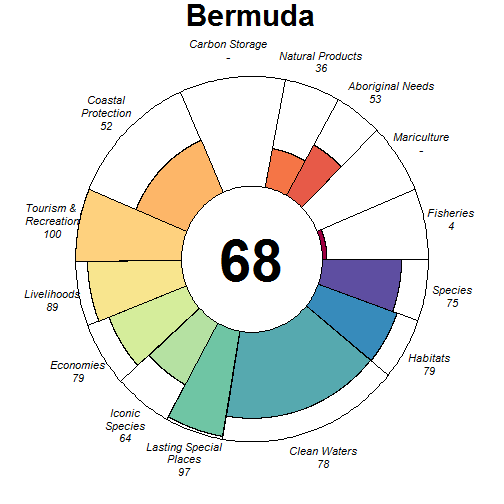 Bermuda
Carbon Storage
-
Natural Products
36
Aboriginal Needs
53
Mariculture
-
Fisheries
4
Species
75
Habitats
79
Clean Waters
78
Lasting Special
Places
97
Iconic
Species
64
Economies
79
Livelihoods
89
Tourism &
Recreation
100
Coastal
Protection
52
68